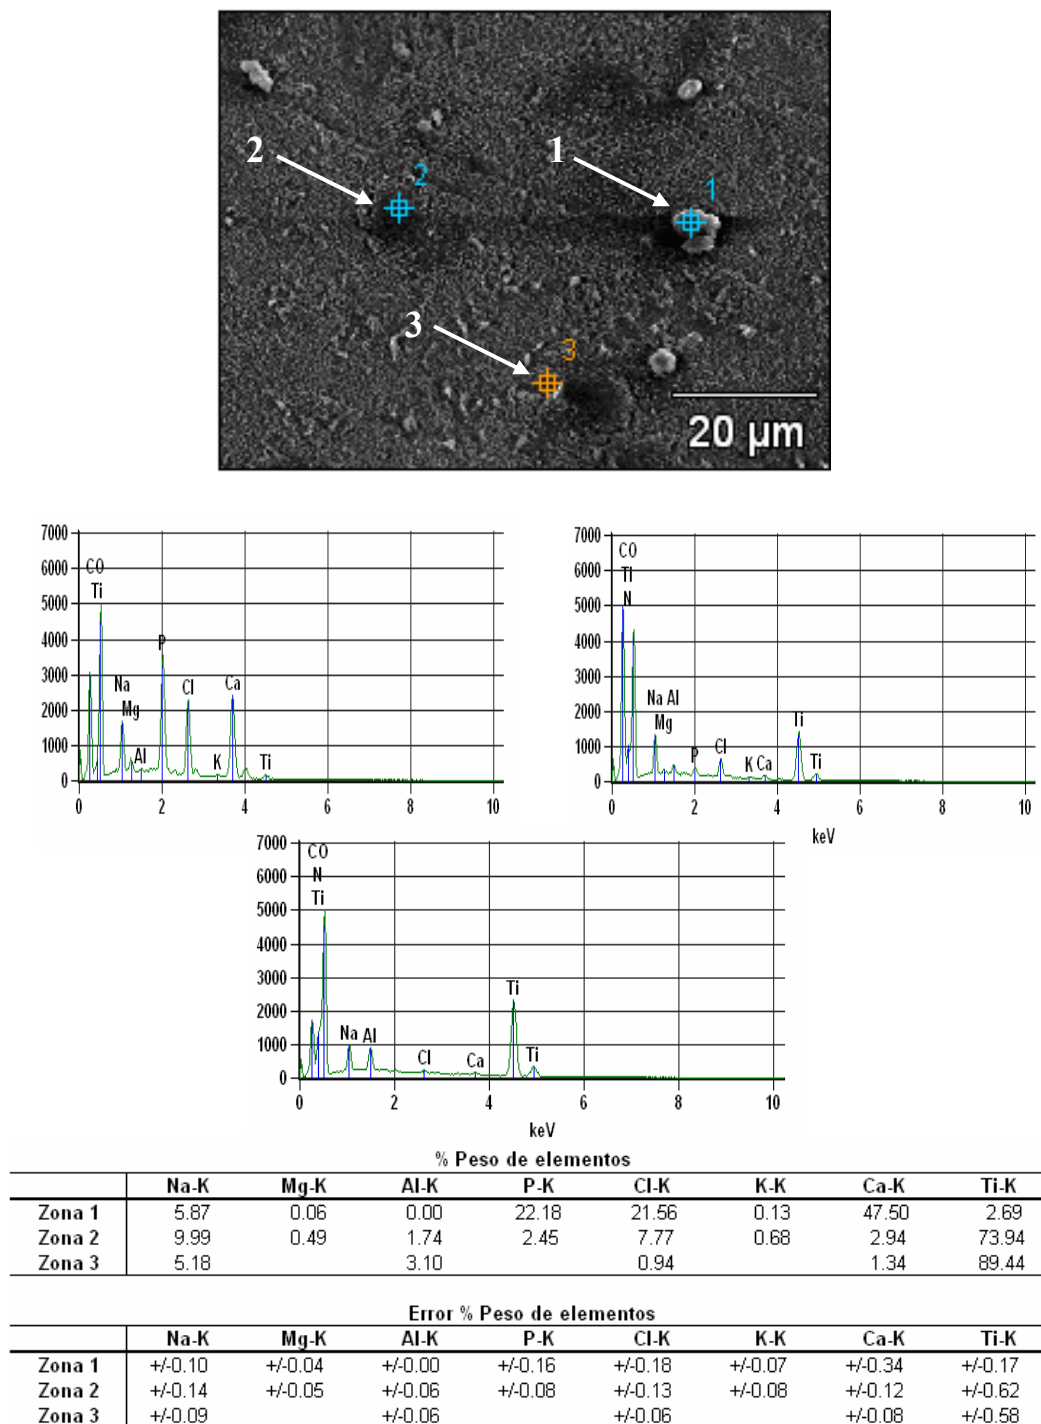 2
1
2
1
3
3
20 µm
7000
6000
5000
4000
3000
2000
1000
0
CO
Ti
Na
Mg
Al
P
Cl
K
Ca
Ti
0 2 4 6 8 10
7000
6000
5000
4000
3000
2000
1000
0
CO
TI
N
Na Al
Mg
P
Cl
K Ca
Ti
Ti
0 2 4 6 8 10
keV
7000
6000
5000
4000
3000
2000
1000
0
CO
N
Ti
Na Al
Cl
Ca
Ti
Ti
0 2 4 6 8 10
keV
% Peso de elementos
Na-K Mg-K Al-K P-K Cl-K K-K Ca-K Ti-K
Zona 1 5.87 0.06 0.00 22.18 21.56 0.13 47.50 2.69
Zona 2 9.99 0.49 1.74 2.45 7.77 0.68 2.94 73.94
Zona 3 5.18 3.10 0.94 1.34 89.44
Error % Peso de elementos
Na-K Mg-K Al-K P-K Cl-K K-K Ca-K Ti-K
Zona 1 +/-0.10 +/-0.04 +/-0.00 +/-0.16 +/-0.18 +/-0.07 +/-0.34 +/-0.17
Zona 2 +/-0.14 +/-0.05 +/-0.06 +/-0.08 +/-0.13 +/-0.08 +/-0.12 +/-0.62
Zona 3 +/-0.09 +/-0.06 +/-0.06 +/-0.08 +/-0.58